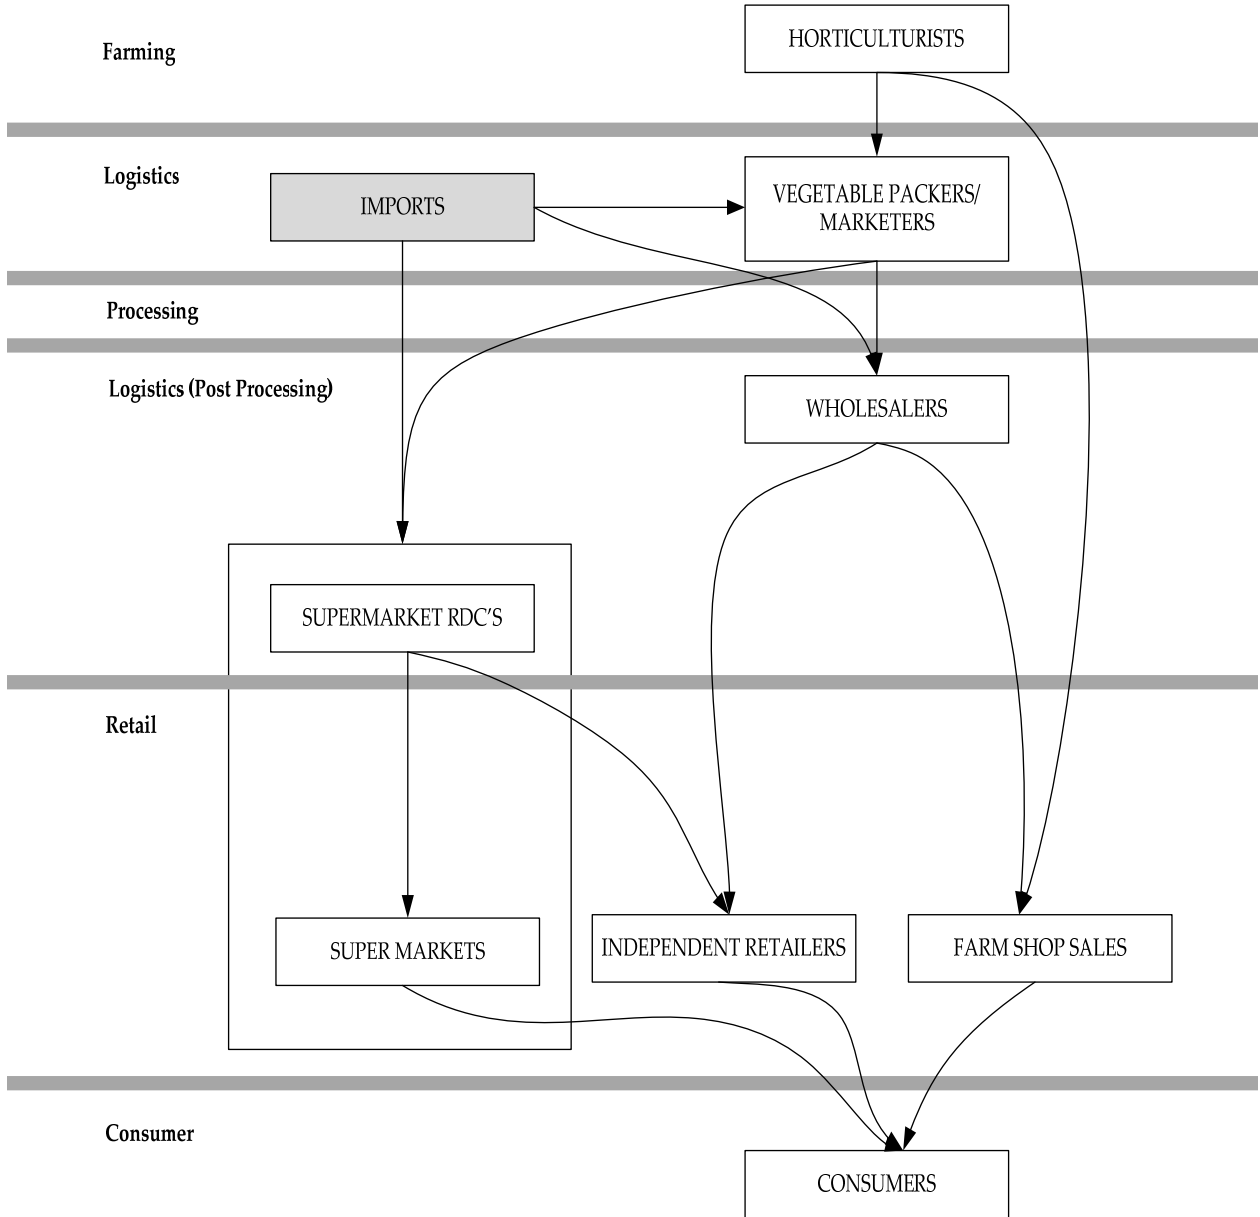 HORTICULTURISTS
Farming
Logistics
IMPORTS
VEGETABLE PACKERS/
MARKETERS
Processing
Logistics (Post Processing)
WHOLESALERS
SUPERMARKET RDC'S
Retail
SUPER MARKETS
INDEPENDENT RETAILERS
FARM SHOP SALES
Consumer
CONSUMERS